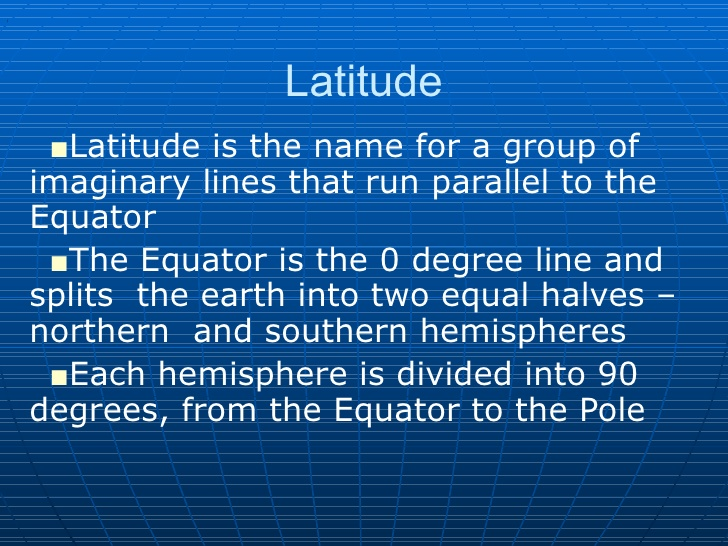 Latitude
▪Latitude is the name for a group of
imaginary lines that run parallel to the
Equator
▪The Equator is the 0 degree line and
splits  the earth into two equal halves –
northern  and southern hemispheres
▪Each hemisphere is divided into 90
degrees, from the Equator to the Pole